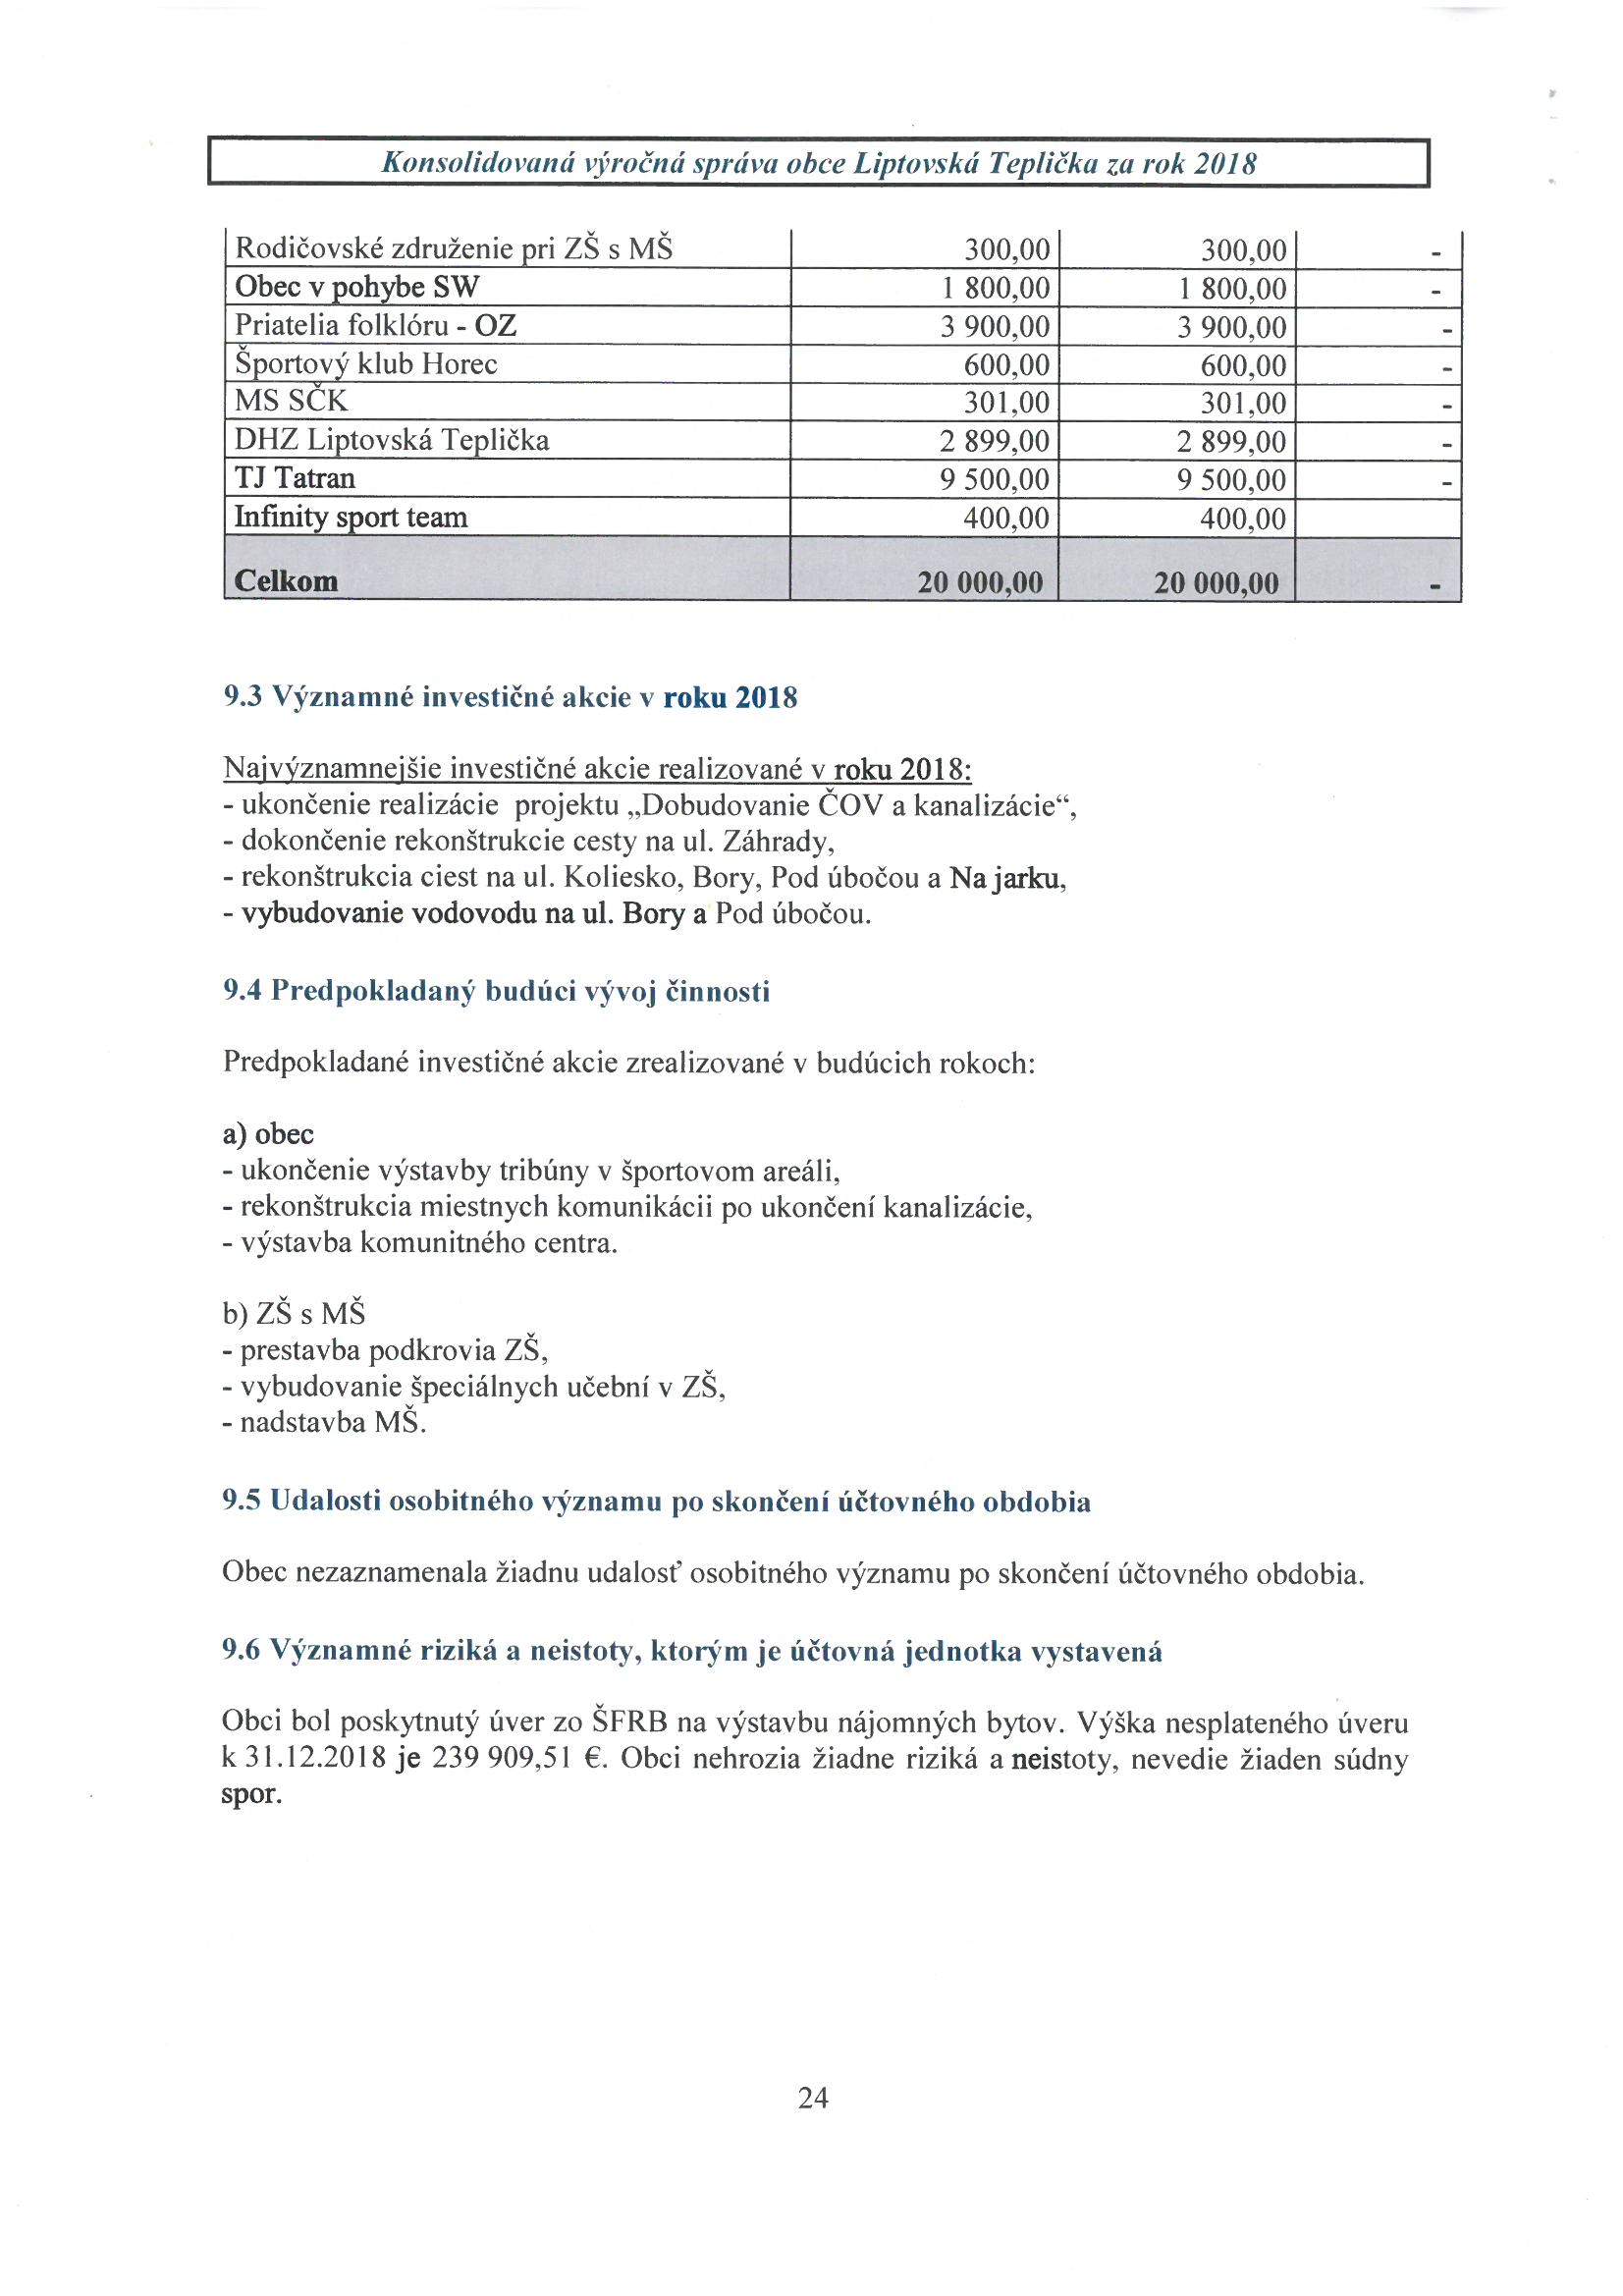 Konsolidovaná výročná správa obce Liptovská Teplička za rok 2018
Rodičovské združenie pri ZŠ s MŠ 300,00 300,00 -
Obec v pohybe SW 1 800,00 1 800,00 -
Priatelia folklóru - OZ 3 900,00 3 900,00 -
Športový klub Horec 600,00 600,00 -
MS SČK 301,00 301,00 -
DHZ Liptovská Teplička 2 899,00 2 899,00 -
TJ Tatran 9 500,00 9 500,00 -
Infinity sport team 400,00 400,00
Celkom 20 000,00 20 000,00 -
9.3 Významné investičné akcie v roku 2018
Najvýznamnejšie investičné akcie realizované v roku 2018:
- ukončenie realizácie projektu „Dobudovanie ČOV a kanalizácie“,
- dokončenie rekonštrukcie cesty na ul. Záhrady,
- rekonštrukcia ciest na ul. Koliesko, Bory, Pod úbočou a Na jarku,
- vybudovanie vodovodu na ul. Bory a Pod úbočou.
9.4 Predpokladaný budúci vývoj činnosti
Predpokladané investičné akcie zrealizované v budúcich rokoch:
a) obec
- ukončenie výstavby tribúny v športovom areáli,
- rekonštrukcia miestnych komunikácii po ukončení kanalizácie,
- výstavba komunitného centra.
b) ZŠ s MŠ
- prestavba podkrovia ZŠ,
- vybudovanie špeciálnych učební v ZŠ,
- nadstavba MŠ.
9.5 Udalosti osobitného významu po skončení účtovného obdobia
Obec nezaznamenala žiadnu udalosť osobitného významu po skončení účtovného obdobia.
9.6 Významné riziká a neistoty, ktorým je účtovná jednotka vystavená
Obci bol poskytnutý úver zo ŠFRB na výstavbu nájomných bytov. Výška nesplateného úveru
k 31.12.2018 je 239 909,51 €. Obci nehrozia žiadne riziká a neistoty, nevedie žiaden súdny
spor.
24